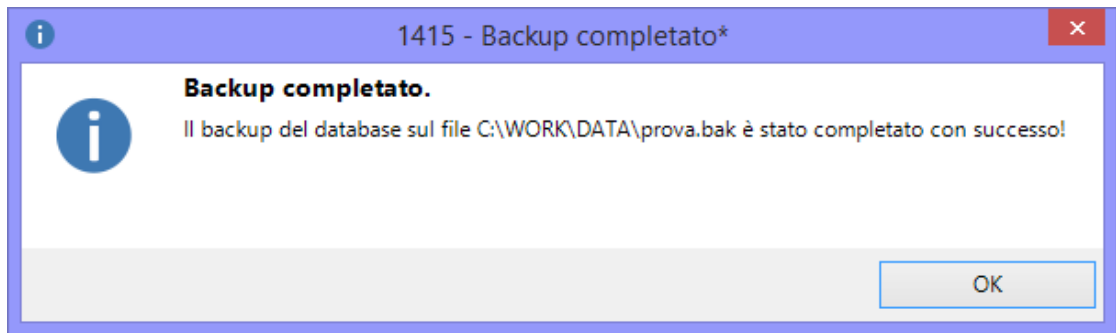 1415 - Backup completato*
Backup completato.
Il backup del database sul file C:\WORK\DATA\prova.bak è stato completato con successo!
OK